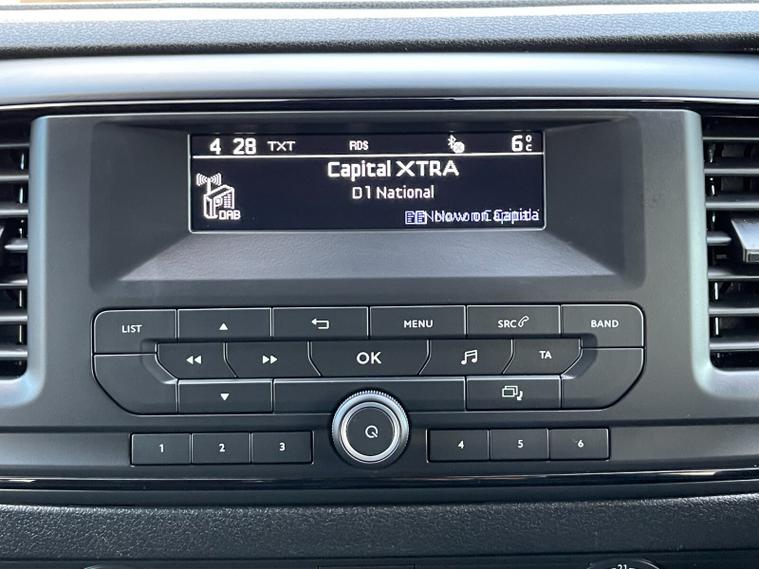 4 28 TXT RDS 6°C
Capital XTRA
D1 National
DAB
LIST MENU SRC BAND
OK TA
1 2 3 4 5 6
21